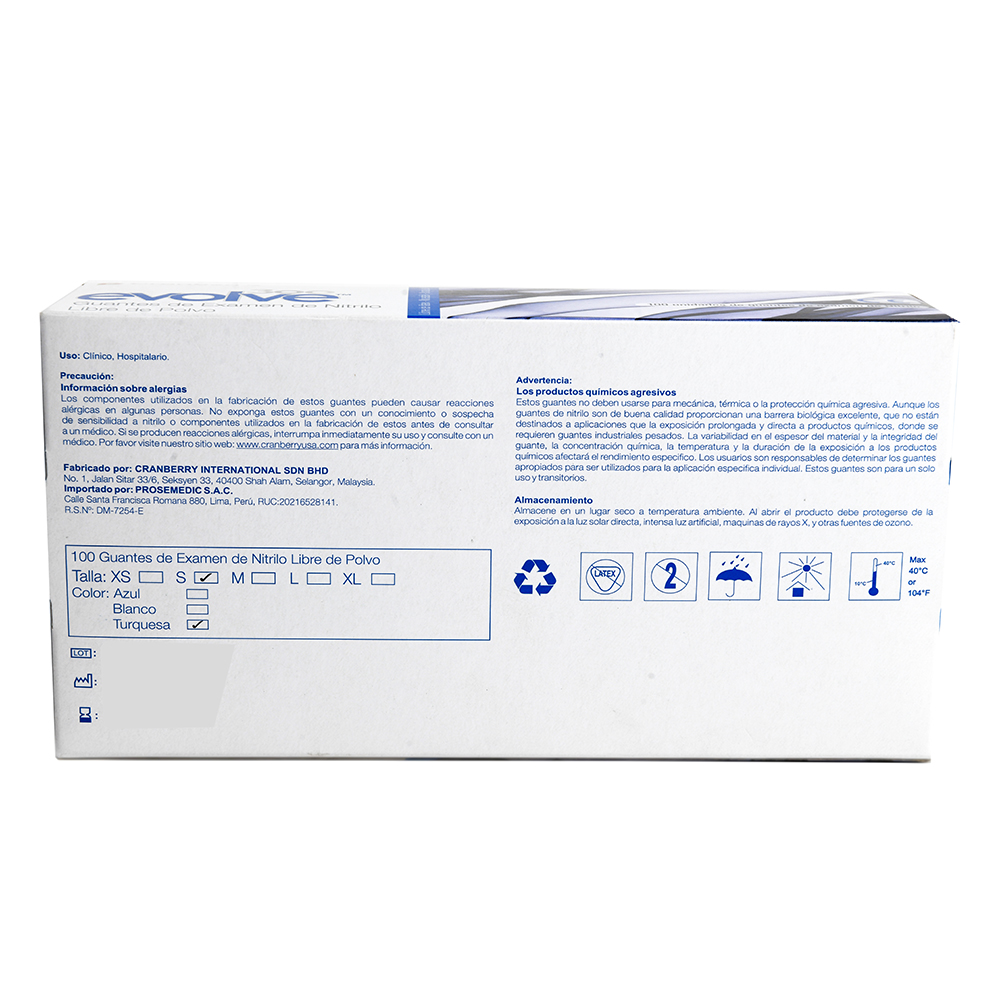 evolve™
Guantes de Examen de Nitrilo
Libre de Polvo
Uso: Clínico, Hospitalario.
Precaución:
Información sobre alergias
Los componentes utilizados en la fabricación de estos guantes pueden causar reacciones
alérgicas en algunas personas. No exponga estos guantes con un conocimiento o sospecha
de sensibilidad a nitrilo o componentes utilizados en la fabricación de estos antes de consultar
a un médico. Si se producen reacciones alérgicas, interrumpa inmediatamente su uso y consulte con un
médico. Por favor visite nuestro sitio web: www.cranberryusa.com para más información.
Fabricado por: CRANBERRY INTERNATIONAL SDN BHD
No. 1, Jalan Sitar 33/6, Seksyen 33, 40400 Shah Alam, Selangor, Malaysia.
Importado por: PROSEMEDIC S.A.C.
Calle Santa Francisca Romana 880, Lima, Perú, RUC:20216528141.
R.S.Nº: DM-7254-E
100 Guantes de Examen de Nitrilo Libre de Polvo
Talla: XS S ✓ M L XL
Color: Azul
Blanco
Turquesa ✓
LOT :
:
:
Advertencia:
Los productos químicos agresivos
Estos guantes no deben usarse para mecánica, térmica o la protección química agresiva. Aunque los
guantes de nitrilo son de buena calidad proporcionan una barrera biológica excelente, que no están
destinados a aplicaciones que la exposición prolongada y directa a productos químicos, donde se
requieren guantes industriales pesados. La variabilidad en el espesor del material y la integridad del
guante, la concentración química, la temperatura y la duración de la exposición a los productos
químicos afectará el rendimiento especifico. Los usuarios son responsables de determinar los guantes
apropiados para ser utilizados para la aplicación especifica individual. Estos guantes son para un solo
uso y transitorios.
Almacenamiento
Almacene en un lugar seco a temperatura ambiente. Al abrir el producto debe protegerse de la
exposición a la luz solar directa, intensa luz artificial, maquinas de rayos X, y otras fuentes de ozono.
LATEX
2
40°C
10°C
Max
40°C
or
104°F